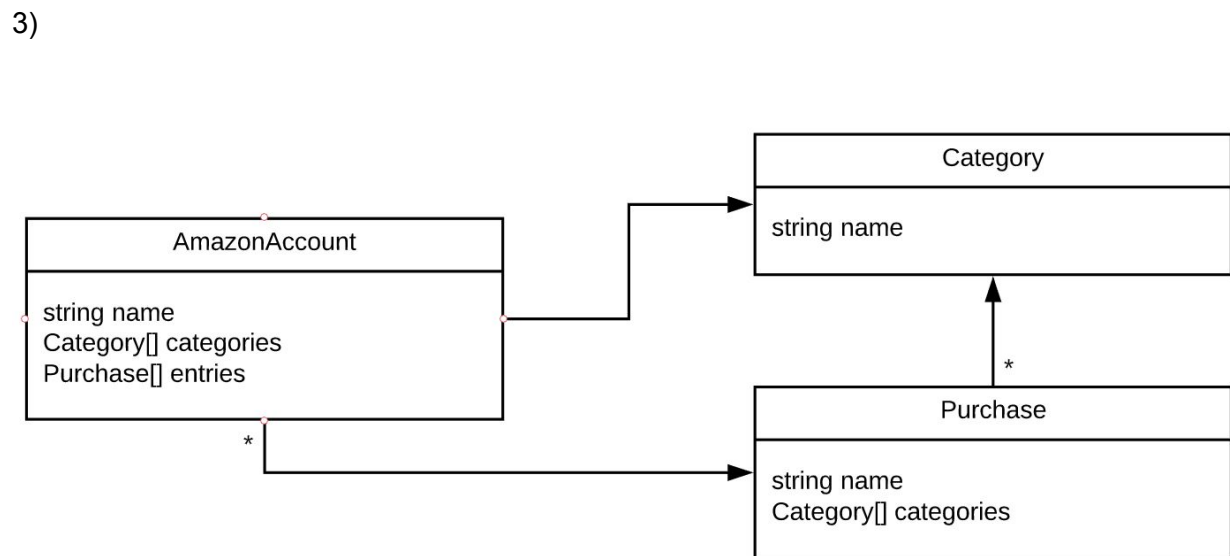 3)
Category
string name
AmazonAccount
string name
Category[] categories
Purchase[] entries
*
*
Purchase
string name
Category[] categories